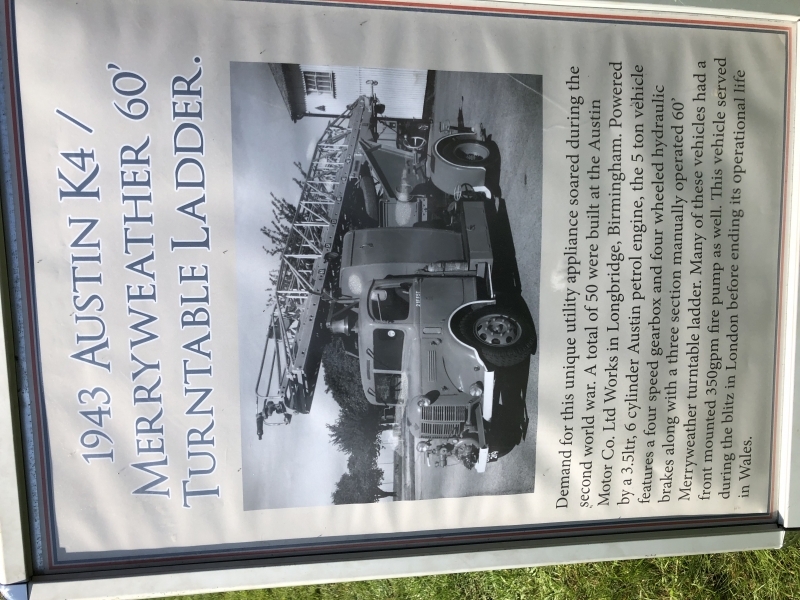 1943 Austin K4 /
Merryweather 60'
Turntable Ladder.
Demand for this unique utility appliance soared during the
second world war. A total of 50 were built at the Austin
Motor Co. Ltd Works in Longbridge, Birmingham. Powered
by a 3.5ltr, 6 cylinder Austin petrol engine, the 5 ton vehicle
features a four speed gearbox and four wheeled hydraulic
brakes along with a three section manually operated 60'
Merryweather turntable ladder. Many of these vehicles had a
front mounted 350gpm fire pump as well. This vehicle served
during the blitz in London before ending its operational life
in Wales.